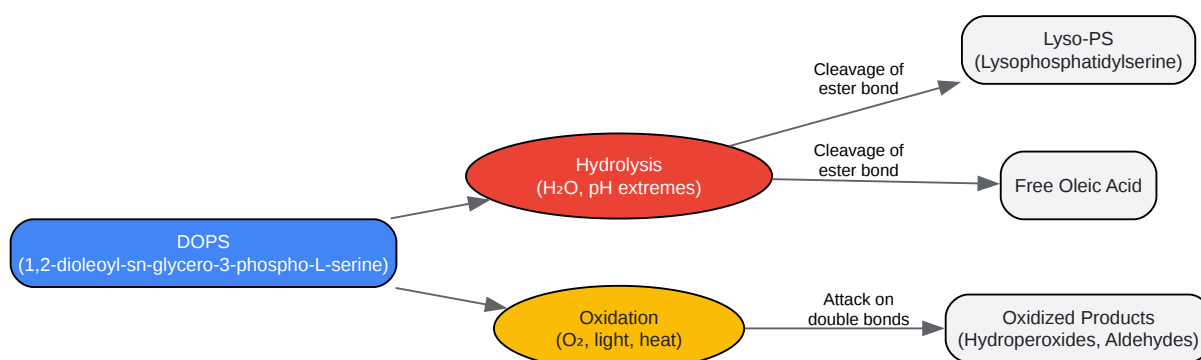 DOPS
(1,2-dioleoyl-sn-glycero-3-phospho-L-serine)
Hydrolysis
(H₂O, pH extremes)
Oxidation
(O₂, light, heat)
Cleavage of
ester bond
Cleavage of
ester bond
Attack on
double bonds
Lyso-PS
(Lysophosphatidylserine)
Free Oleic Acid
Oxidized Products
(Hydroperoxides, Aldehydes)